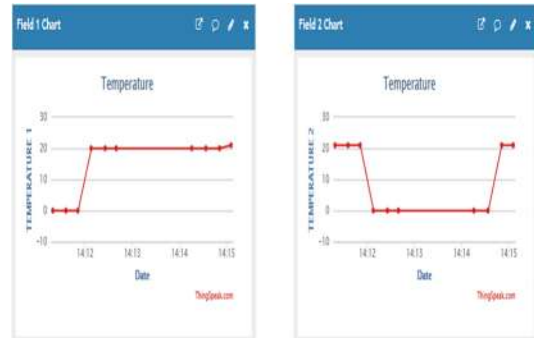 Field 1 Chart
Temperature
TEMPERATURE 1
30
20
10
0
-10
14:12
14:13
14:14
14:15
Date
ThingSpeak.com
Field 2 Chart
Temperature
TEMPERATURE 2
30
20
10
0
-10
14:12
14:13
14:14
14:15
Date
ThingSpeak.com